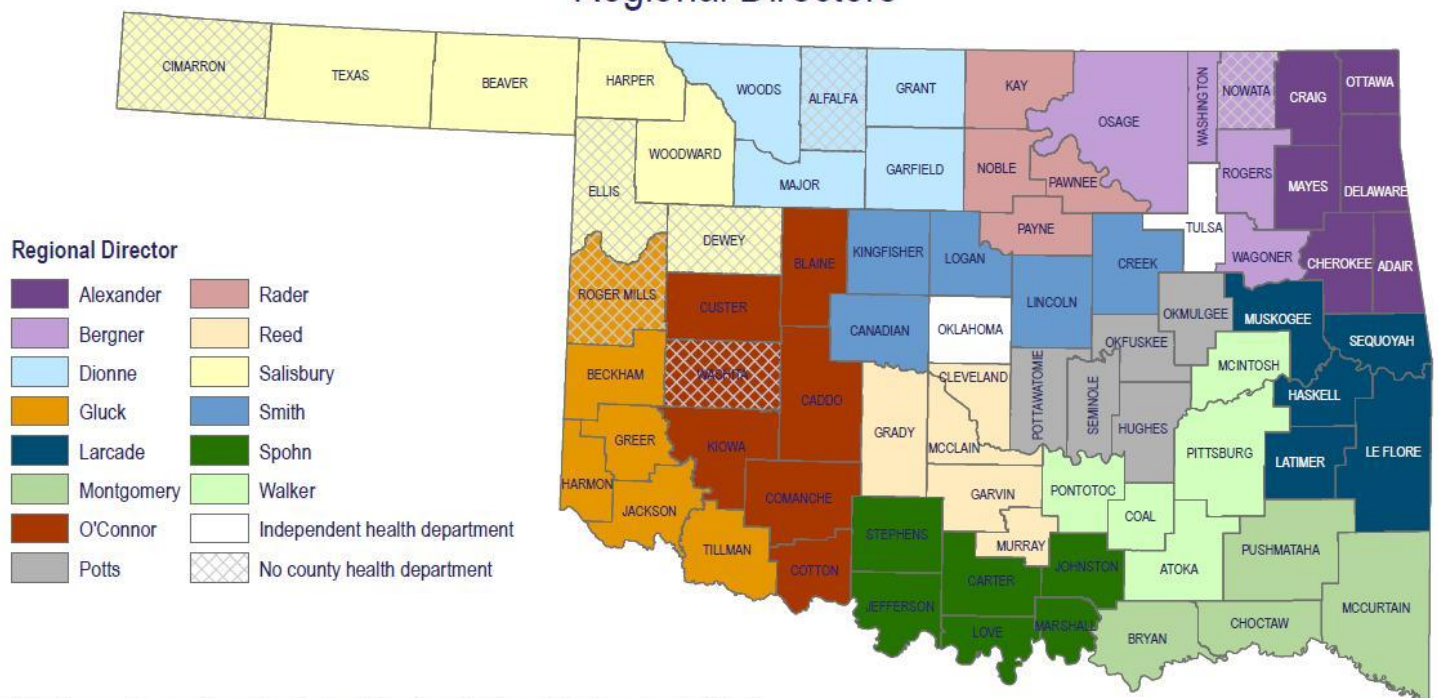 Regional Directors
CIMARRON
TEXAS
BEAVER
HARPER
WOODS
ALFALFA
GRANT
KAY
OSAGE
WASHINGTON
NOWATA
CRAIG
OTTAWA
ELLIS
WOODWARD
MAJOR
GARFIELD
NOBLE
PAWNEE
ROGERS
MAYES
DELAWARE
DEWEY
BLAINE
KINGFISHER
LOGAN
PAYNE
CREEK
TULSA
WAGONER
CHEROKEE
ADAIR
ROGER MILLS
CUSTER
CANADIAN
OKLAHOMA
LINCOLN
OKFUSKEE
OKMULGEE
MUSKOGEE
SEQUOYAH
BECKHAM
WASHITA
CADDO
GRADY
CLEVELAND
MCCLAIN
POTTAWATOMIE
SEMINOLE
HUGHES
MCINTOSH
HASKELL
LE FLORE
GREER
KIOWA
PITTSBURG
LATIMER
HARMON
JACKSON
COMANCHE
GARVIN
PONTOTOC
COAL
TILLMAN
COTTON
STEPHENS
MURRAY
CARTER
JOHNSTON
ATOKA
PUSHMATAHA
JEFFERSON
LOVE
MARSHALL
BRYAN
CHOCTAW
MCCURTAIN
Regional Director
Alexander
Bergner
Dionne
Gluck
Larcade
Montgomery
O'Connor
Potts
Rader
Reed
Salisbury
Smith
Spohn
Walker
Independent health department
No county health department